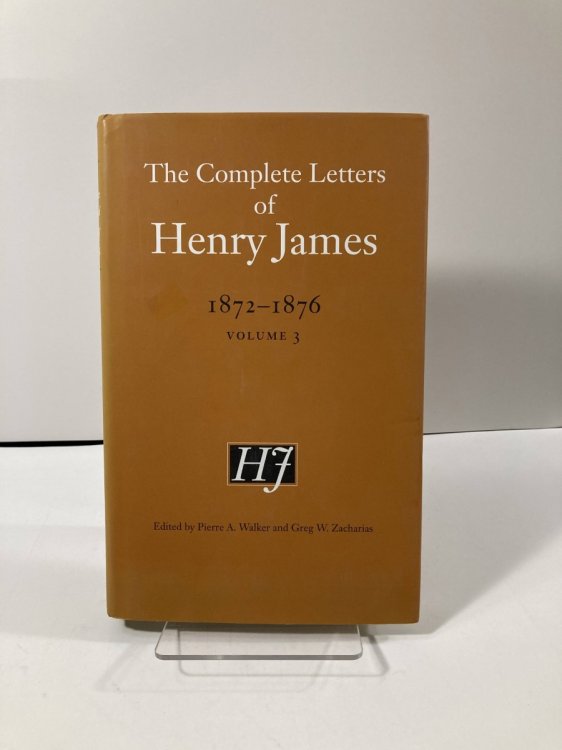 The Complete Letters
of
Henry James
1872–1876
VOLUME 3
HJ
Edited by Pierre A. Walker and Greg W. Zacharias